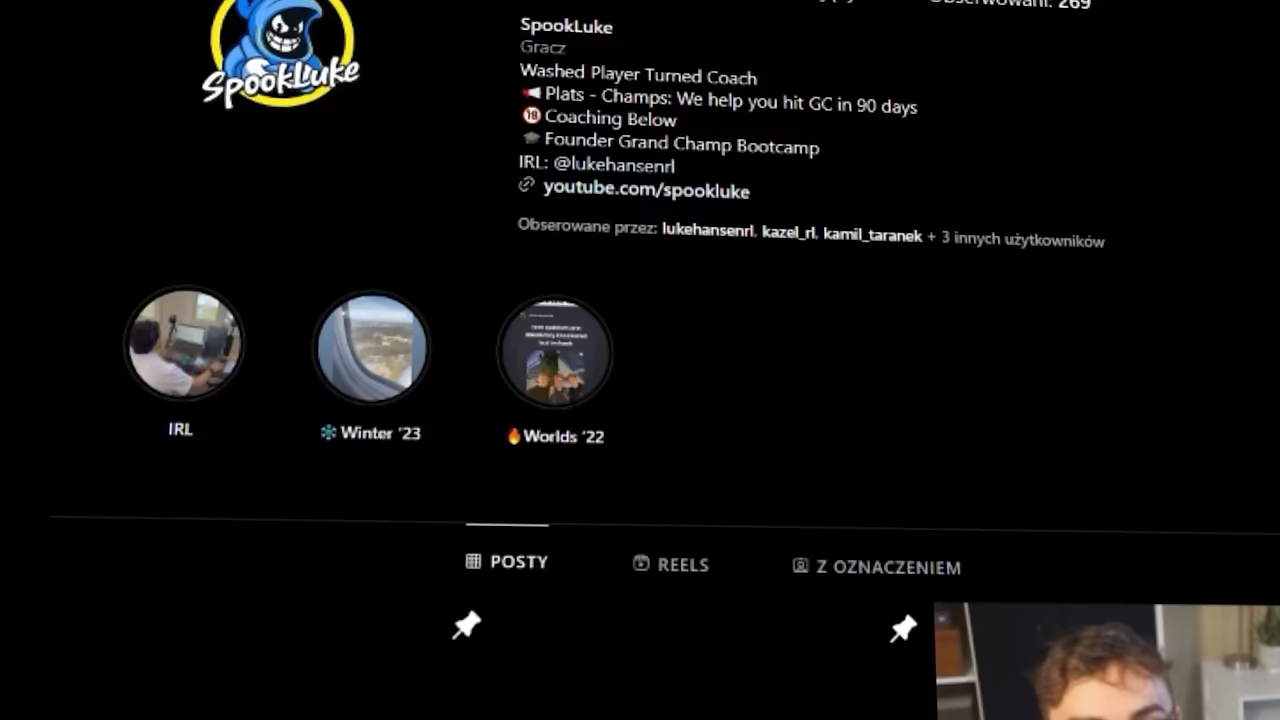 Obserwowani: 269
SpookLuke
SpookLuke
Gracz
Washed Player Turned Coach
Plats - Champs: We help you hit GC in 90 days
18 Coaching Below
Founder Grand Champ Bootcamp
IRL: @lukehansenrl
youtube.com/spookluke
Obserowane przez: lukehansenrl, kazel_rl, kamil_taranek + 3 innych użytkowników
IRL
Winter '23
Worlds '22
POSTY
REELS
Z OZNACZENIEM